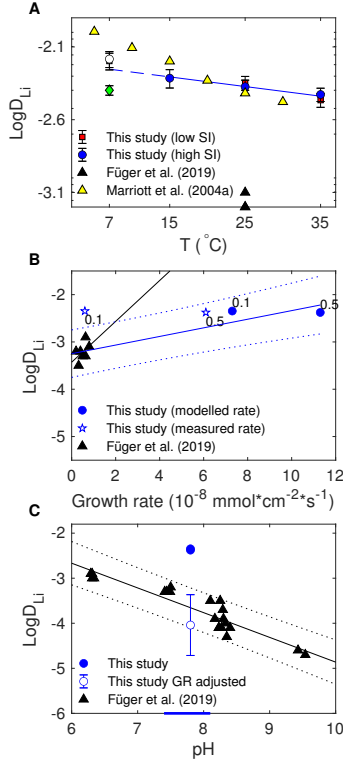 A
LogD_Li
-2.1
-2.6
-3.1
This study (low SI)
This study (high SI)
Füger et al. (2019)
Marriott et al. (2004a)
7
15
25
35
T (°C)
B
LogD_Li
-2
-3
-4
-5
0.1
0.5
0.1
0.5
This study (modelled rate)
This study (measured rate)
Füger et al. (2019)
0
2
4
6
8
10
12
Growth rate (10⁻⁸ mmol*cm⁻²*s⁻¹)
C
LogD_Li
-2
-3
-4
-5
-6
This study
This study GR adjusted
Füger et al. (2019)
6
7
8
9
10
pH